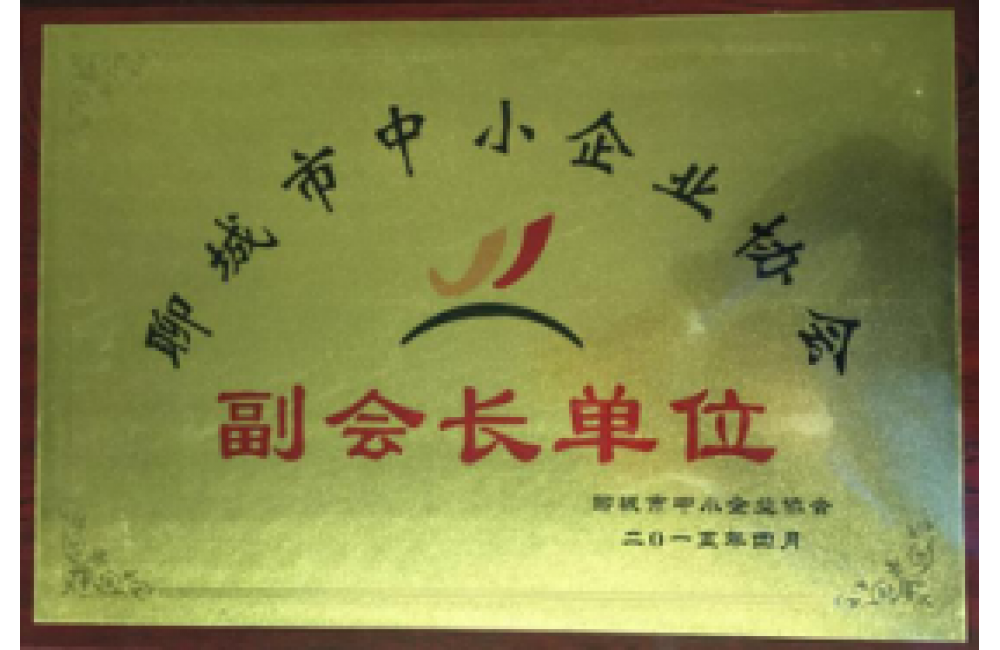 聊城市中小企业协会
副会长单位
聊城市中小企业协会
二0一五年四月